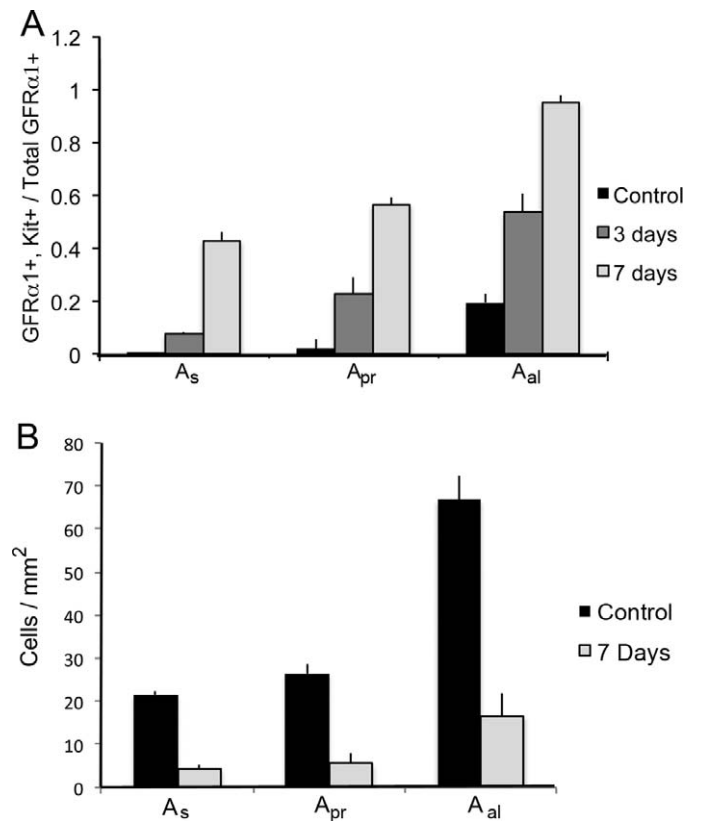 A
GFRα1+, Kit+ / Total GFRα1+
1.2
1
0.8
0.6
0.4
0.2
0
As
Apr
Aal
Control
3 days
7 days
B
Cells / mm²
80
70
60
50
40
30
20
10
0
As
Apr
Aal
Control
7 Days